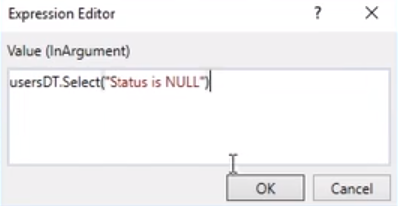 Expression Editor
? ×
Value (InArgument)
usersDT.Select("Status is NULL")
OK Cancel